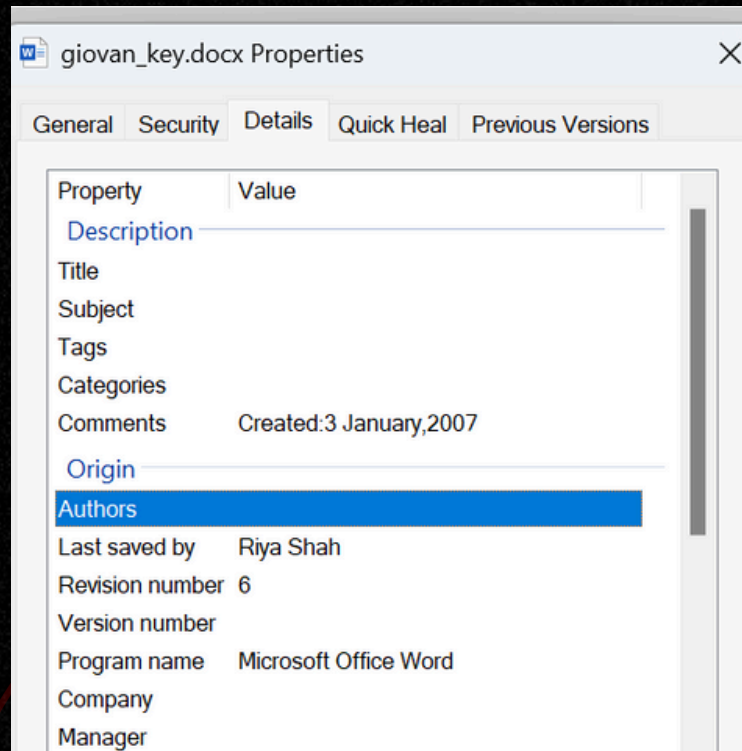 giovan_key.docx Properties
General Security Details Quick Heal Previous Versions
Property Value
Description
Title
Subject
Tags
Categories
Comments Created:3 January,2007
Origin
Authors
Last saved by Riya Shah
Revision number 6
Version number
Program name Microsoft Office Word
Company
Manager